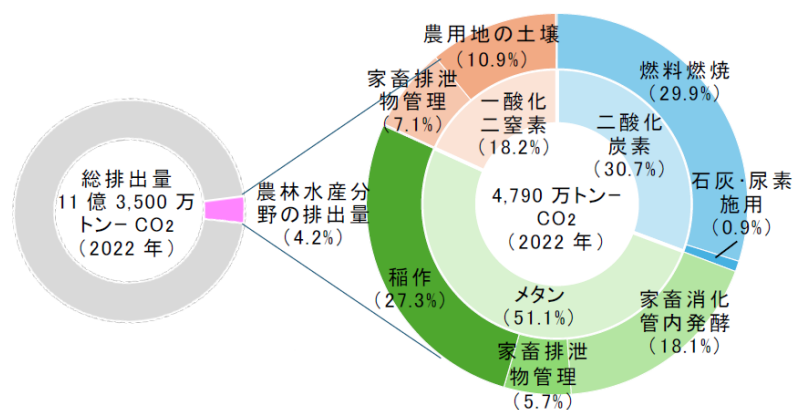 総排出量
11 億 3,500 万
トン－ CO₂
（2022 年）
農林水産分
野の排出量
（4.2%）
4,790 万トン－
CO₂
（2022 年）
二酸化
炭素
（30.7%）
メタン
（51.1%）
一酸化
二窒素
（18.2%）
燃料燃焼
（29.9%）
石灰・尿素
施用
（0.9%）
家畜消化
管内発酵
（18.1%）
家畜排泄
物管理
（5.7%）
稲作
（27.3%）
家畜排泄
物管理
（7.1%）
農用地の土壌
（10.9%）